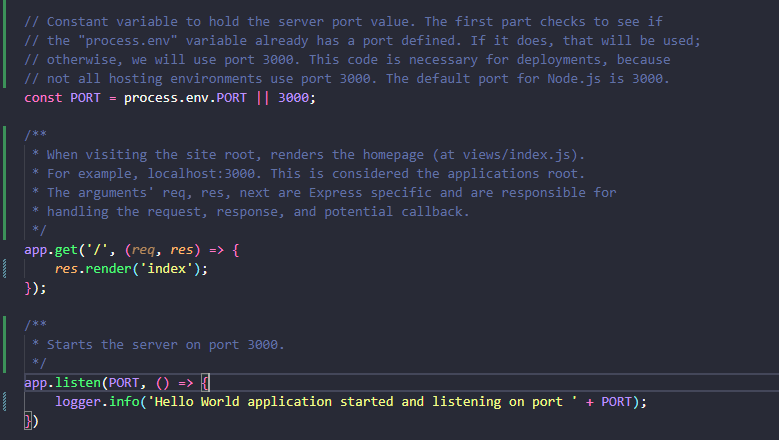 // Constant variable to hold the server port value. The first part checks to see if
// the "process.env" variable already has a port defined. If it does, that will be used;
// otherwise, we will use port 3000. This code is necessary for deployments, because
// not all hosting environments use port 3000. The default port for Node.js is 3000.
const PORT = process.env.PORT || 3000;
/**
 * When visiting the site root, renders the homepage (at views/index.js).
 * For example, localhost:3000. This is considered the applications root.
 * The arguments' req, res, next are Express specific and are responsible for
 * handling the request, response, and potential callback.
 */
app.get('/', (req, res) => {
    res.render('index');
});
/**
 * Starts the server on port 3000.
 */
app.listen(PORT, () => {
    logger.info('Hello World application started and listening on port ' + PORT);
})